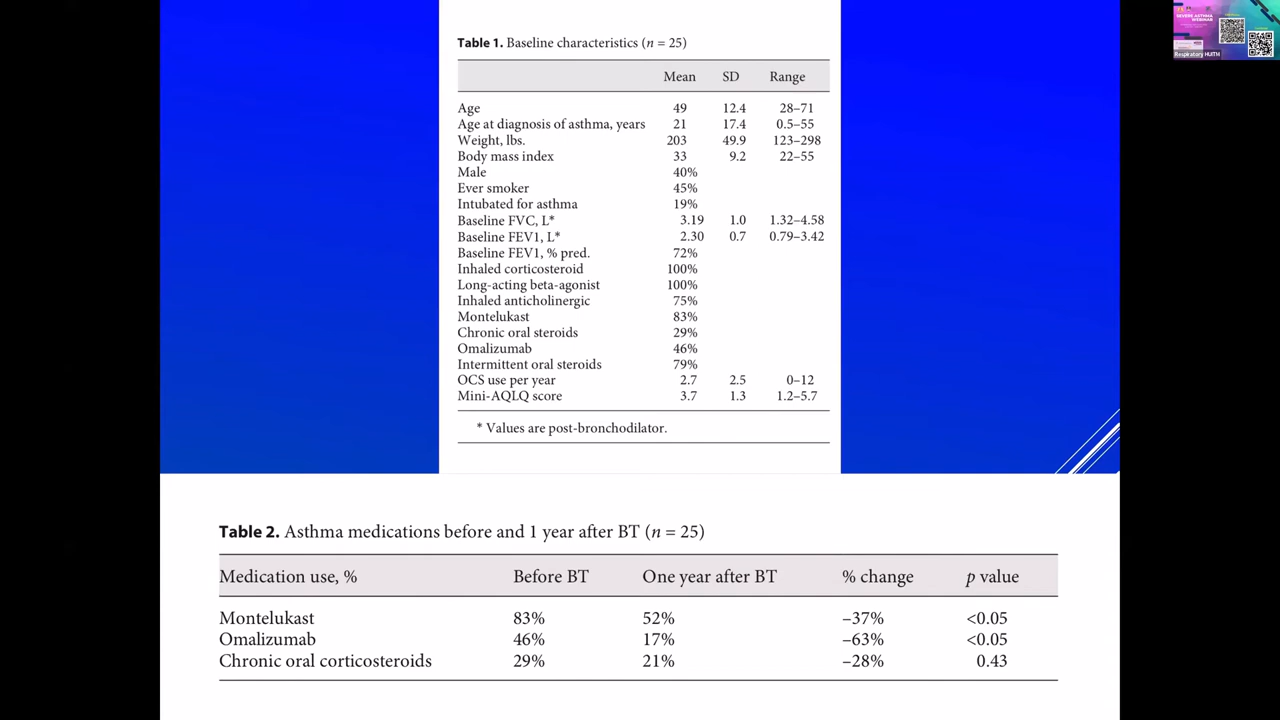 SEVERE ASTHMA
WEBINAR
Respiratory HUiTM
Table 1. Baseline characteristics (n = 25)
Mean SD Range
Age 49 12.4 28–71
Age at diagnosis of asthma, years 21 17.4 0.5–55
Weight, lbs. 203 49.9 123–298
Body mass index 33 9.2 22–55
Male 40%
Ever smoker 45%
Intubated for asthma 19%
Baseline FVC, L* 3.19 1.0 1.32–4.58
Baseline FEV1, L* 2.30 0.7 0.79–3.42
Baseline FEV1, % pred. 72%
Inhaled corticosteroid 100%
Long-acting beta-agonist 100%
Inhaled anticholinergic 75%
Montelukast 83%
Chronic oral steroids 29%
Omalizumab 46%
Intermittent oral steroids 79%
OCS use per year 2.7 2.5 0–12
Mini-AQLQ score 3.7 1.3 1.2–5.7
* Values are post-bronchodilator.
Table 2. Asthma medications before and 1 year after BT (n = 25)
Medication use, % Before BT One year after BT % change p value
Montelukast 83% 52% –37% <0.05
Omalizumab 46% 17% –63% <0.05
Chronic oral corticosteroids 29% 21% –28% 0.43